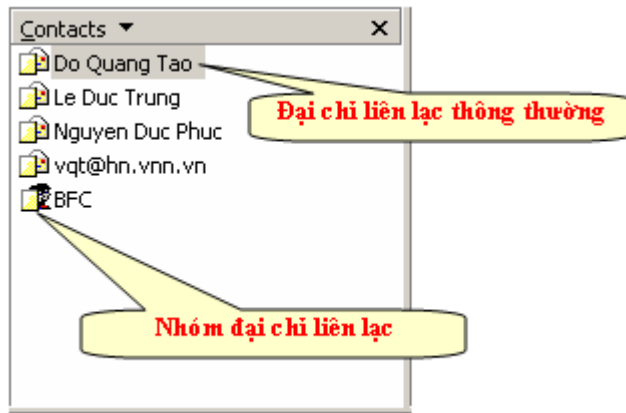 Contacts
Do Quang Tao
Đại chỉ liên lạc thông thường
Le Duc Trung
Nguyen Duc Phuc
vqt@hn.vnn.vn
BFC
Nhóm đại chỉ liên lạc